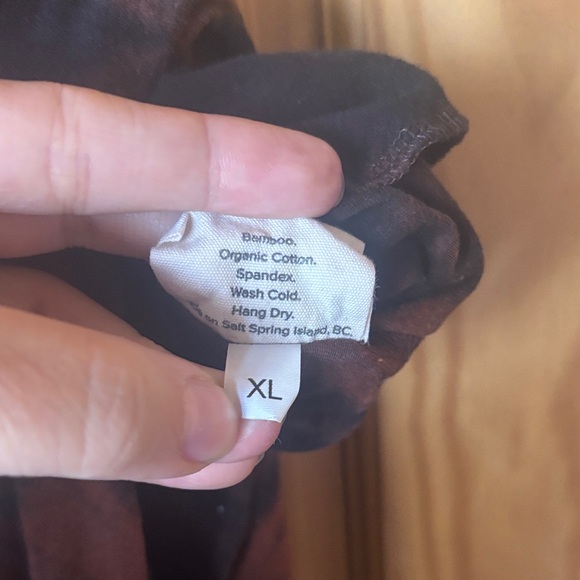 Bamboo.
Organic Cotton.
Spandex.
Wash Cold.
Hang Dry.
on Salt Spring Island, BC.
XL